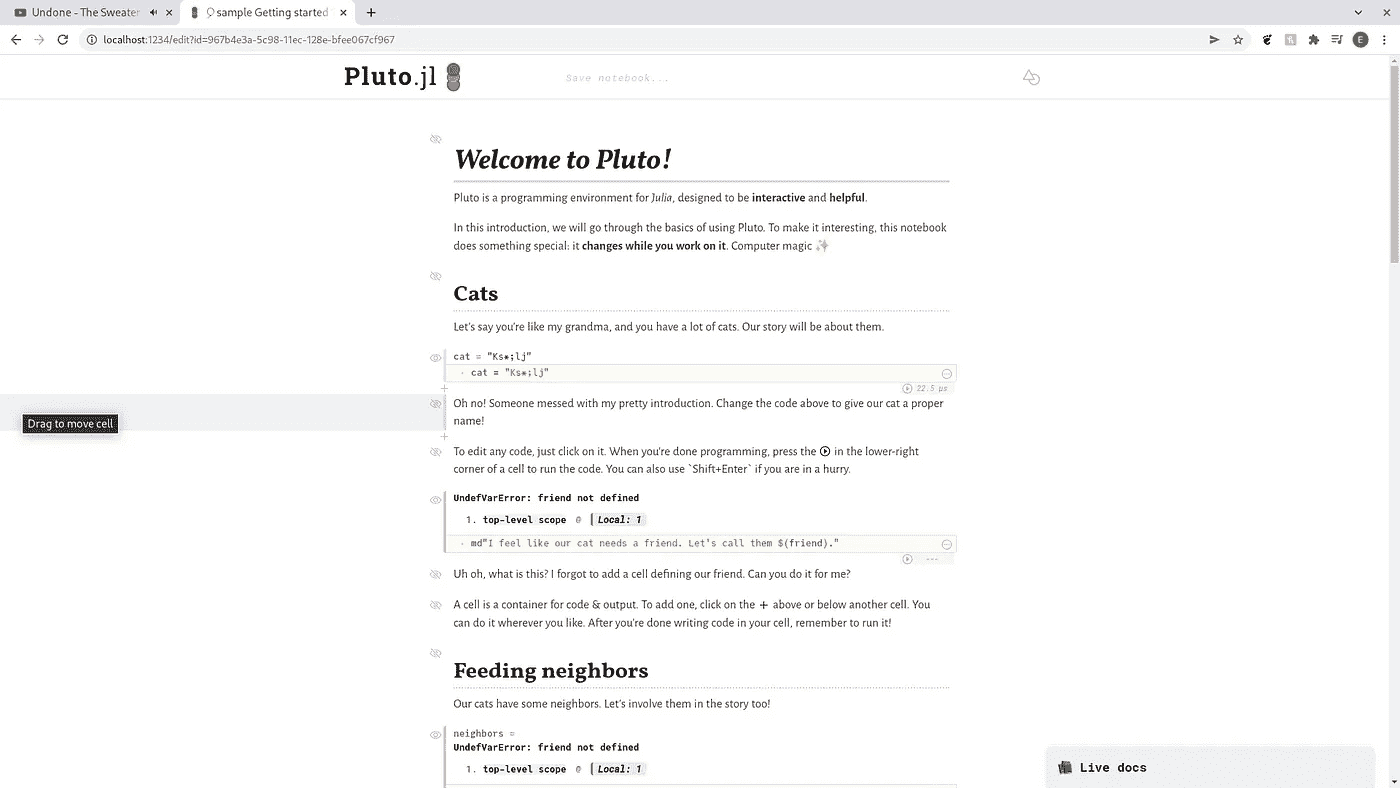 Undone - The Sweater
sample Getting started
localhost:1234/edit?id=967b4e3a-5c98-11ec-128e-bfee067cf967
E
Pluto.jl
Save notebook...
Welcome to Pluto!
Pluto is a programming environment for Julia, designed to be interactive and helpful.
In this introduction, we will go through the basics of using Pluto. To make it interesting, this notebook
does something special: it changes while you work on it. Computer magic ✨
Cats
Let's say you're like my grandma, and you have a lot of cats. Our story will be about them.
cat = "Ks*;lj"
cat = "Ks*;lj"
22.5 μs
Oh no! Someone messed with my pretty introduction. Change the code above to give our cat a proper
name!
Drag to move cell
To edit any code, just click on it. When you're done programming, press the ▶ in the lower-right
corner of a cell to run the code. You can also use `Shift+Enter` if you are in a hurry.
UndefVarError: friend not defined
1. top-level scope @ Local: 1
md"I feel like our cat needs a friend. Let's call them $(friend)."
---
Uh oh, what is this? I forgot to add a cell defining our friend. Can you do it for me?
A cell is a container for code & output. To add one, click on the + above or below another cell. You
can do it wherever you like. After you're done writing code in your cell, remember to run it!
Feeding neighbors
Our cats have some neighbors. Let's involve them in the story too!
neighbors =
UndefVarError: friend not defined
1. top-level scope @ Local: 1
Live docs